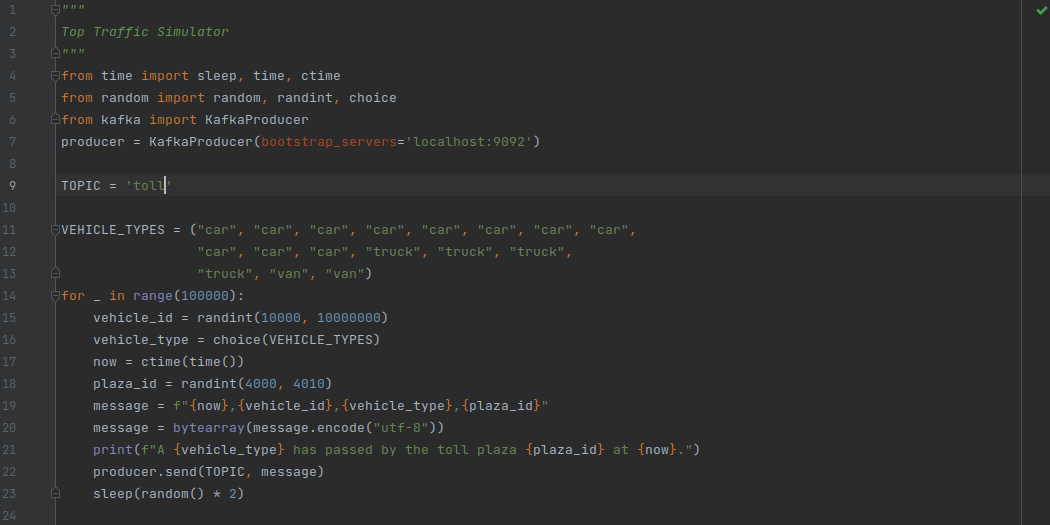 1 """
2 Top Traffic Simulator
3 """
4 from time import sleep, time, ctime
5 from random import random, randint, choice
6 from kafka import KafkaProducer
7 producer = KafkaProducer(bootstrap_servers='localhost:9092')
8
9 TOPIC = 'toll'
10
11 VEHICLE_TYPES = ("car", "car", "car", "car", "car", "car", "car", "car",
12                  "car", "car", "car", "truck", "truck", "truck",
13                  "truck", "van", "van")
14 for _ in range(100000):
15     vehicle_id = randint(10000, 10000000)
16     vehicle_type = choice(VEHICLE_TYPES)
17     now = ctime(time())
18     plaza_id = randint(4000, 4010)
19     message = f"{now},{vehicle_id},{vehicle_type},{plaza_id}"
20     message = bytearray(message.encode("utf-8"))
21     print(f"A {vehicle_type} has passed by the toll plaza {plaza_id} at {now}.")
22     producer.send(TOPIC, message)
23     sleep(random() * 2)
24